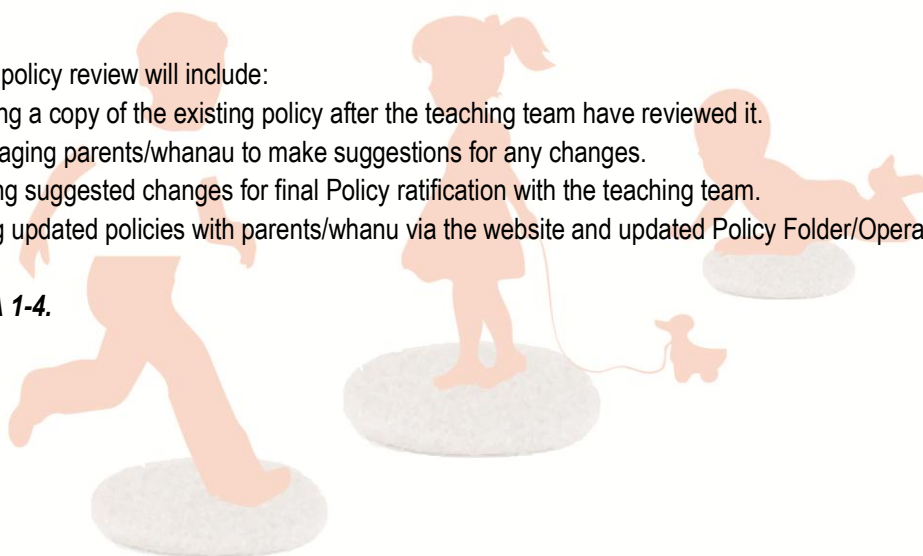 policy review will include:
ng a copy of the existing policy after the teaching team have reviewed it.
aging parents/whanau to make suggestions for any changes.
ng suggested changes for final Policy ratification with the teaching team.
g updated policies with parents/whanu via the website and updated Policy Folder/Opera
1-4.